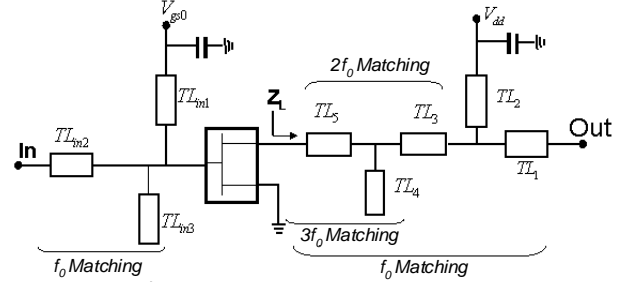 V_gs0
V_dd
2f_0 Matching
TL_in1
Z_L
TL_5
TL_3
TL_2
Out
In
TL_in2
TL_1
TL_4
TL_in3
3f_0 Matching
f_0 Matching
f_0 Matching